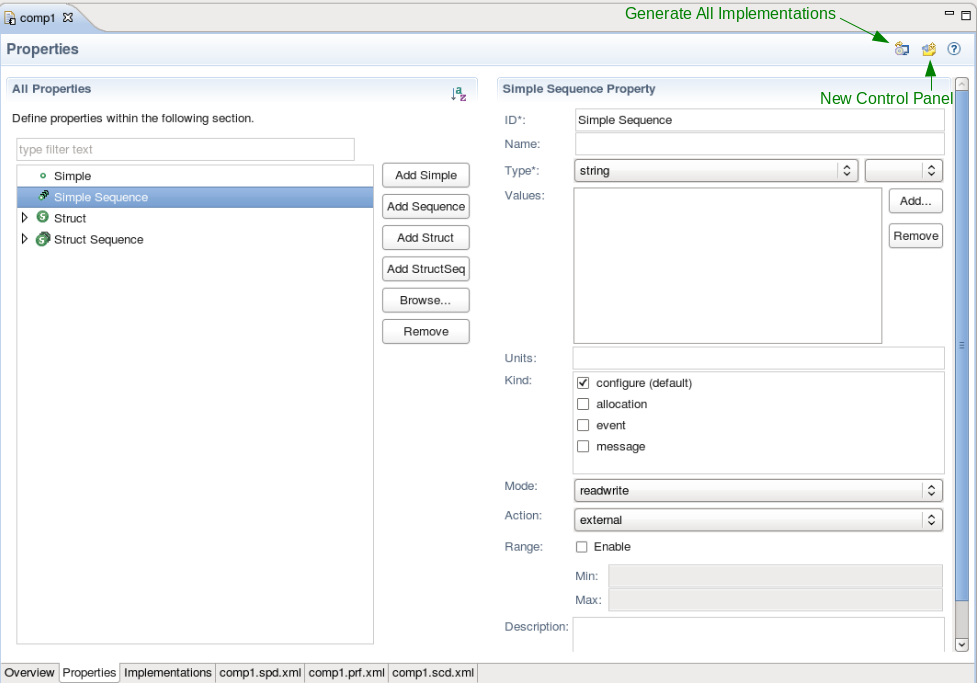 comp1
Generate All Implementations
Properties
New Control Panel
All Properties
Define properties within the following section.
type filter text
Simple
Simple Sequence
Struct
Struct Sequence
Add Simple
Add Sequence
Add Struct
Add StructSeq
Browse...
Remove
Simple Sequence Property
ID*: Simple Sequence
Name:
Type*: string
Values:
Add...
Remove
Units:
Kind: configure (default)
allocation
event
message
Mode: readwrite
Action: external
Range: Enable
Min:
Max:
Description:
Overview Properties Implementations comp1.spd.xml comp1.prf.xml comp1.scd.xml